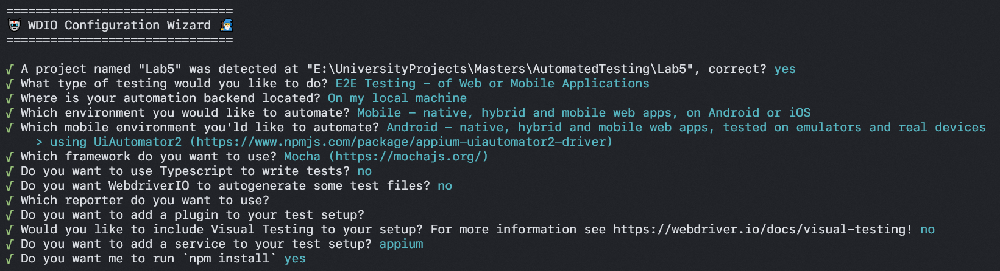 ===============================
🤖 WDIO Configuration Wizard 🧙
===============================
√ A project named "Lab5" was detected at "E:\UniversityProjects\Masters\AutomatedTesting\Lab5", correct? yes
√ What type of testing would you like to do? E2E Testing - of Web or Mobile Applications
√ Where is your automation backend located? On my local machine
√ Which environment you would like to automate? Mobile - native, hybrid and mobile web apps, on Android or iOS
√ Which mobile environment you'ld like to automate? Android - native, hybrid and mobile web apps, tested on emulators and real devices
> using UiAutomator2 (https://www.npmjs.com/package/appium-uiautomator2-driver)
√ Which framework do you want to use? Mocha (https://mochajs.org/)
√ Do you want to use Typescript to write tests? no
√ Do you want WebdriverIO to autogenerate some test files? no
√ Which reporter do you want to use?
√ Do you want to add a plugin to your test setup?
√ Would you like to include Visual Testing to your setup? For more information see https://webdriver.io/docs/visual-testing! no
√ Do you want to add a service to your test setup? appium
√ Do you want me to run `npm install` yes